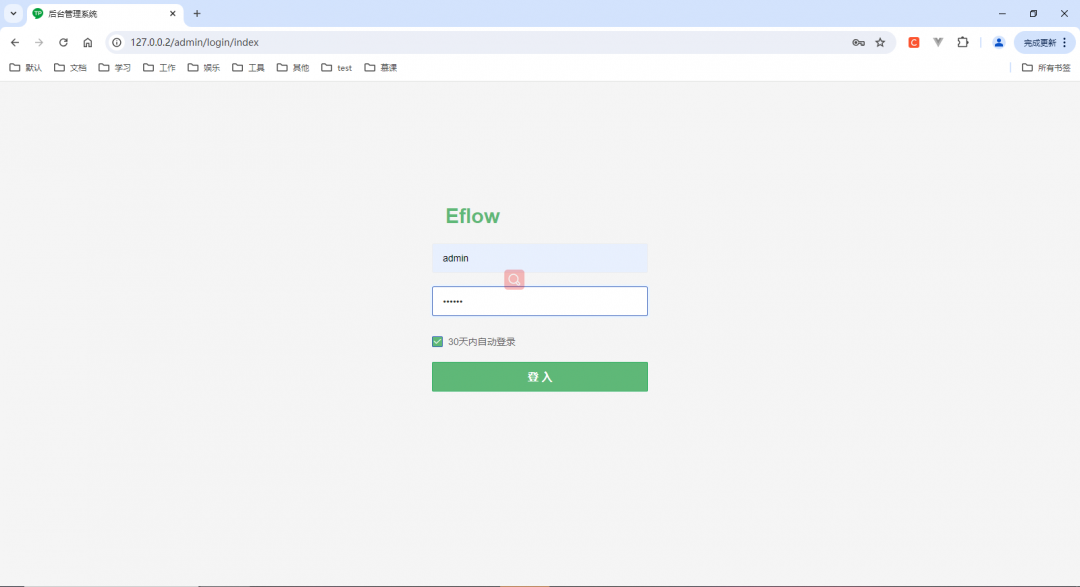 TP 后台管理系统
127.0.0.2/admin/login/index
C
完成更新
默认 文档 学习 工作 娱乐 工具 其他 test 慕课 所有书签
Eflow
admin
••••••
30天内自动登录
登 入